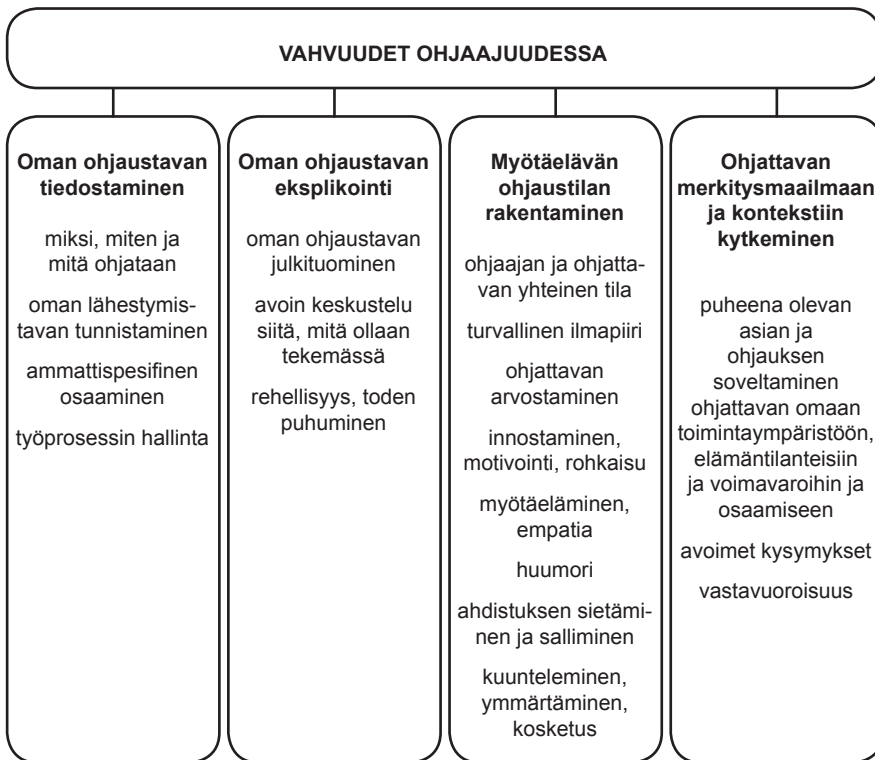 VAHVUUDET OHJAAJUUDESSA
Oman ohjaustavan
tiedostaminen
miksi, miten ja
mitä ohjataan
oman lähestymis-
tavan tunnistaminen
ammattispesifinen
osaaminen
työprosessin hallinta
Oman ohjaustavan
eksplikointi
oman ohjaustavan
julkituominen
avoin keskustelu
siitä, mitä ollaan
tekemässä
rehellisyys, toden
puhuminen
Myötäelävän
ohjaustilan
rakentaminen
ohjaajan ja ohjatta-
van yhteinen tila
turvallinen ilmapiiri
ohjattavan
arvostaminen
innostaminen,
motivointi, rohkaisu
myötäeläminen,
empatia
huumori
ahdistuksen sietämi-
nen ja salliminen
kuunteleminen,
ymmärtäminen,
kosketus
Ohjattavan
merkitysmaailmaan
ja kontekstiin
kytkeminen
puheena olevan
asian ja
ohjauksen
soveltaminen
ohjattavan omaan
toimintaympäristöön,
elämäntilanteisiin
ja voimavaroihin ja
osaamiseen
avoimet kysymykset
vastavuoroisuus